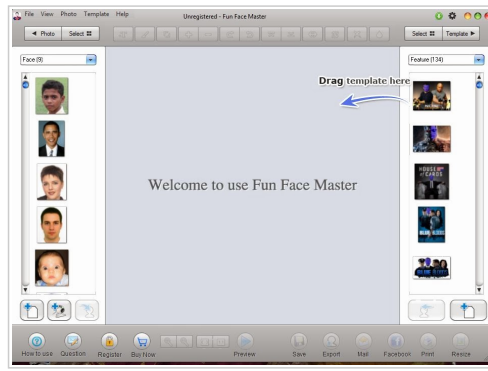 File View Photo Template Help
Unregistered - Fun Face Master
Photo Select
Select Template
Face (9)
Feature (134)
Drag template here
HOUSE of CARDS
Welcome to use Fun Face Master
How to use Question Register Buy Now Preview Save Export Mail Facebook Print Resize